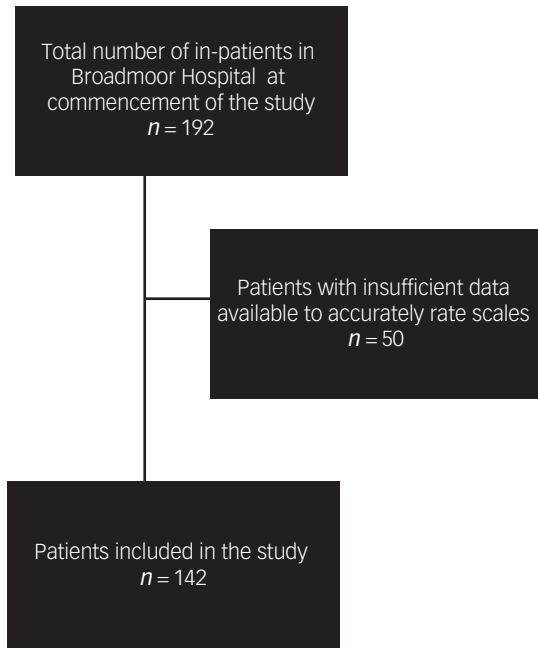 Total number of in-patients in
Broadmoor Hospital at
commencement of the study
n = 192
Patients with insufficient data
available to accurately rate scales
n = 50
Patients included in the study
n = 142